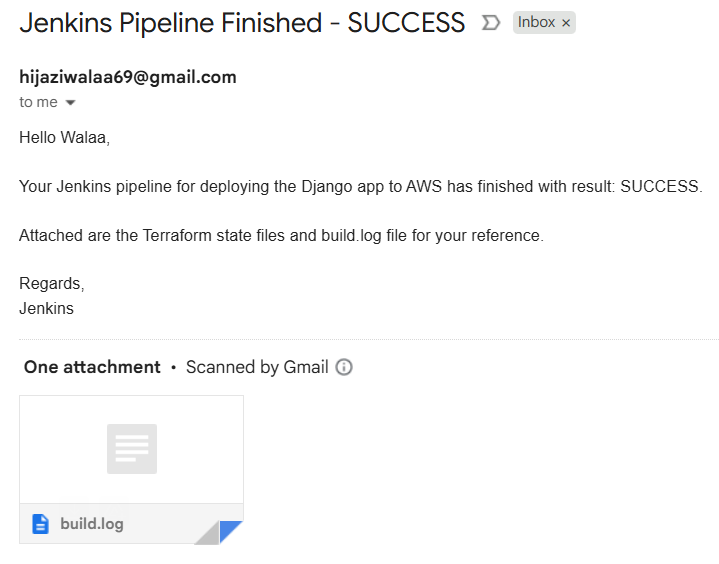 Jenkins Pipeline Finished - SUCCESS Inbox ×
hijaziwalaa69@gmail.com
to me
Hello Walaa,
Your Jenkins pipeline for deploying the Django app to AWS has finished with result: SUCCESS.
Attached are the Terraform state files and build.log file for your reference.
Regards,
Jenkins
One attachment • Scanned by Gmail
build.log